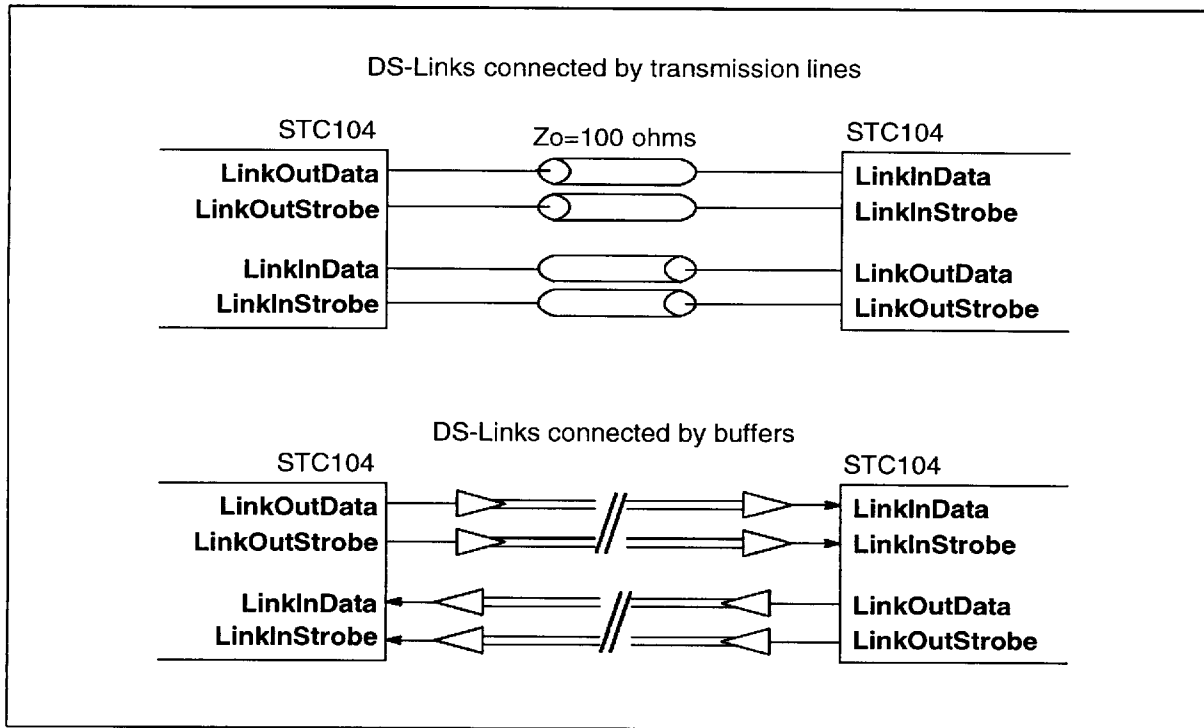 DS-Links connected by transmission lines
STC104
Zo=100 ohms
STC104
LinkOutData
LinkInData
LinkOutStrobe
LinkInStrobe
LinkInData
LinkOutData
LinkInStrobe
LinkOutStrobe
DS-Links connected by buffers
STC104
STC104
LinkOutData
LinkInData
LinkOutStrobe
LinkInStrobe
LinkInData
LinkOutData
LinkInStrobe
LinkOutStrobe